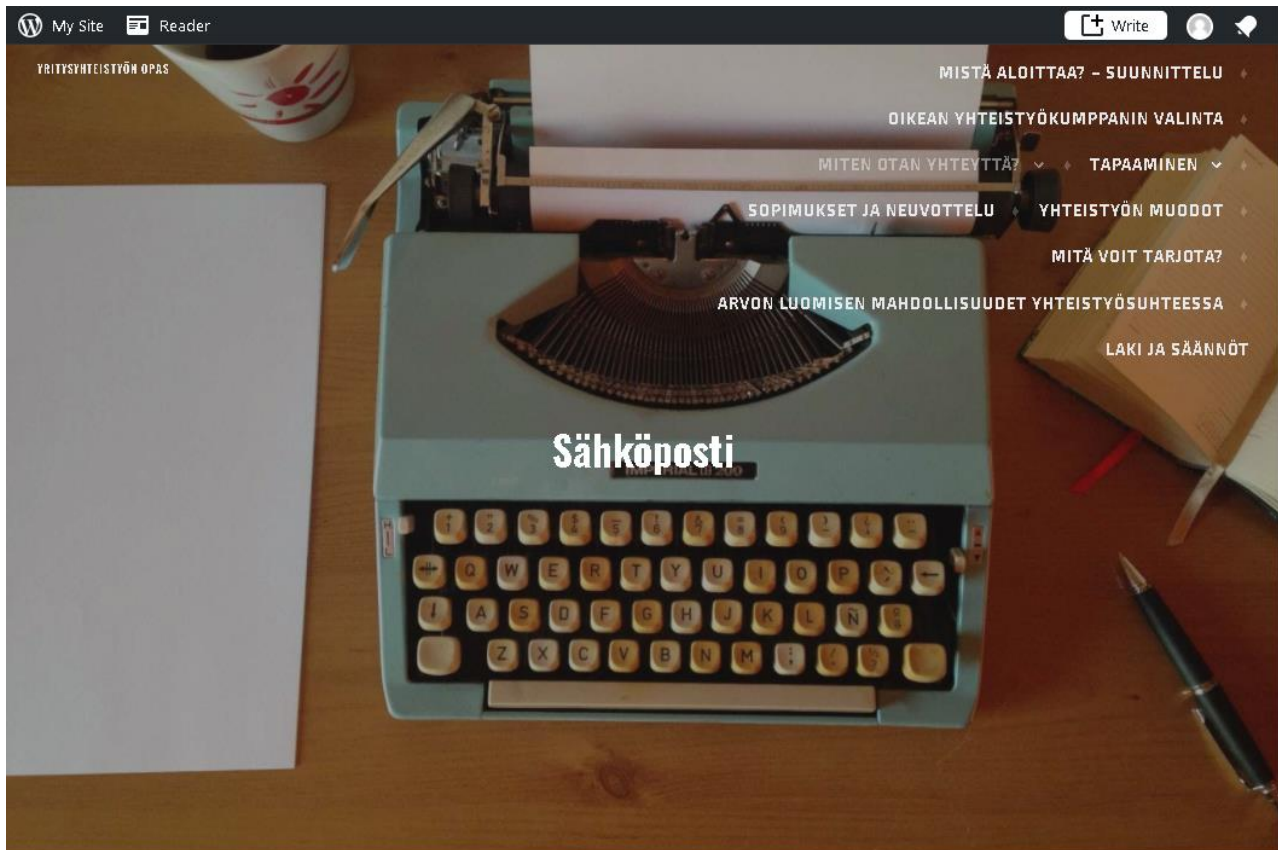 My Site Reader Write
YRITYSYHTEISTYÖN OPAS
MISTÄ ALOITTAA? – SUUNNITTELU
OIKEAN YHTEISTYÖKUMPPANIN VALINTA
MITEN OTAN YHTEYTTÄ? TAPAAMINEN
SOPIMUKSET JA NEUVOTTELU YHTEISTYÖN MUODOT
MITÄ VOIT TARJOTA?
ARVON LUOMISEN MAHDOLLISUUDET YHTEISTYÖSUHTEESSA
LAKI JA SÄÄNNÖT
Sähköposti
Q W E R T Y U I O P
A S D F G H J K L Ñ
Z X C V B N M